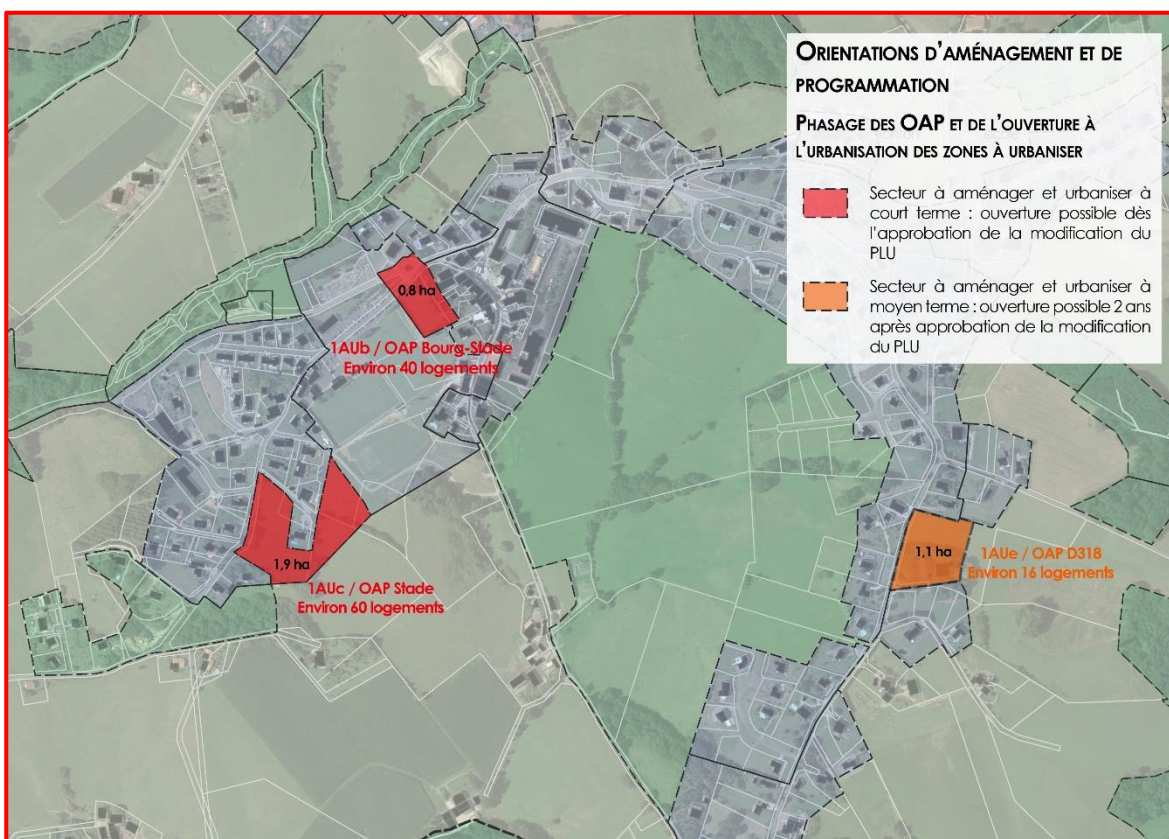 ORIENTATIONS D'AMÉNAGEMENT ET DE
PROGRAMMATION
PHASAGE DES OAP ET DE L'OUVERTURE À
L'URBANISATION DES ZONES À URBANISER
Secteur à aménager et urbaniser à
court terme : ouverture possible dès
l'approbation de la modification du
PLU
Secteur à aménager et urbaniser à
moyen terme : ouverture possible 2 ans
après approbation de la modification
du PLU
0,8 ha
1AUb / OAP Bourg-Stade
Environ 40 logements
1,9 ha
1AUc / OAP Stade
Environ 60 logements
1,1 ha
1AUe / OAP D318
Environ 16 logements